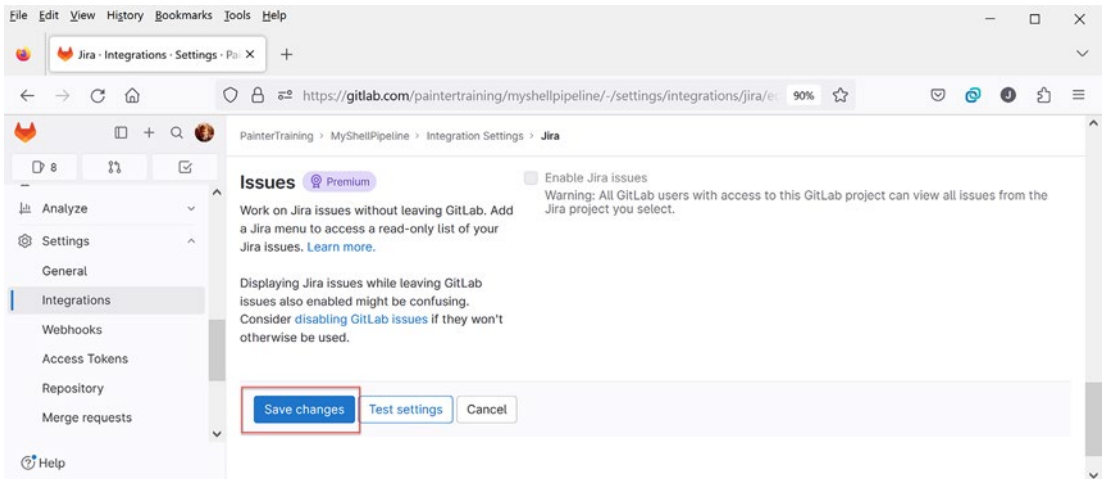 File Edit View History Bookmarks Tools Help
Jira · Integrations · Settings · Pa
https://gitlab.com/paintertraining/myshellpipeline/-/settings/integrations/jira/ed 90%
J
PainterTraining > MyShellPipeline > Integration Settings > Jira
8
Analyze
Settings
General
Integrations
Webhooks
Access Tokens
Repository
Merge requests
Help
Issues Premium
Work on Jira issues without leaving GitLab. Add
a Jira menu to access a read-only list of your
Jira issues. Learn more.
Displaying Jira issues while leaving GitLab
issues also enabled might be confusing.
Consider disabling GitLab issues if they won't
otherwise be used.
Enable Jira issues
Warning: All GitLab users with access to this GitLab project can view all issues from the
Jira project you select.
Save changes Test settings Cancel